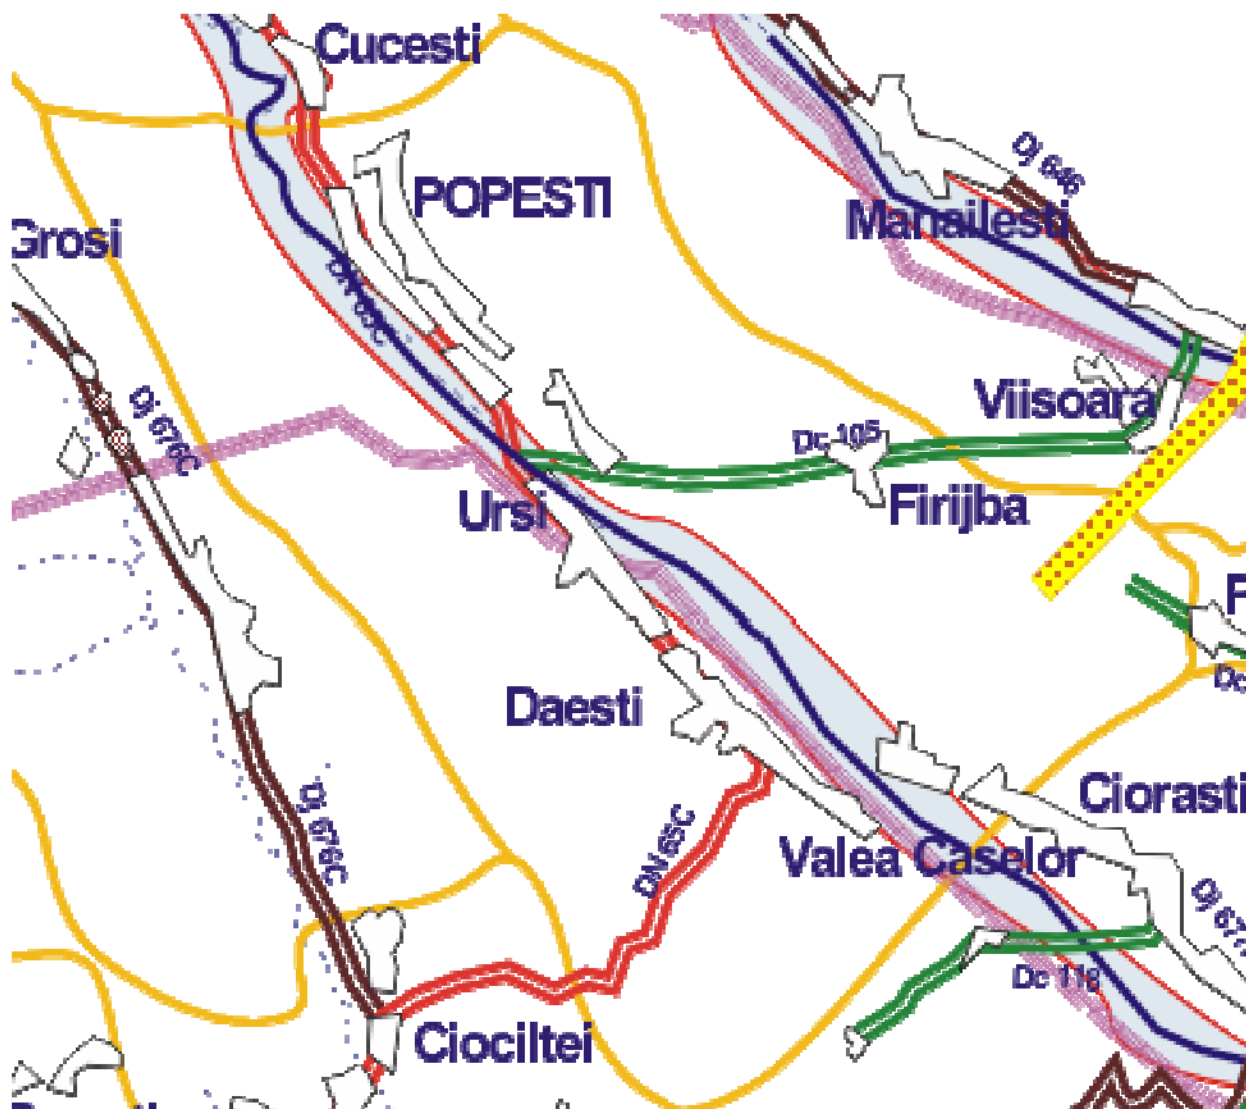 Cucesti
POPESTI
Dj 646
Manailesti
Grosi
DN 65C
Viisoara
Dj 676C
Dc 105
Firijba
Ursi
Dc
Daesti
Ciorasti
Dj 676C
DN 65C
Valea Caselor
Dc 118
Ciociltei